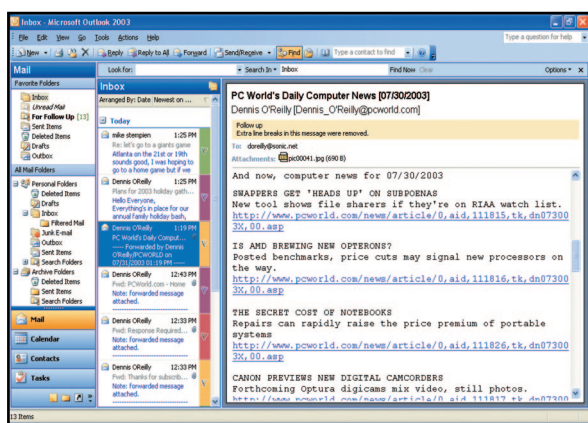 Inbox - Microsoft Outlook 2003
File Edit View Go Tools Actions Help
Type a question for help
New Reply Reply to All Forward Send/Receive Find Type a contact to find
Mail
Look for: Search In Inbox Find Now Clear Options
Favorite Folders
Inbox
Unread Mail
For Follow Up [13]
Sent Items
Deleted Items
Drafts
Outbox
All Mail Folders
Personal Folders
Deleted Items
Drafts
Inbox
Filtered Mail
Junk E-mail
Outbox
Sent Items
Search Folders
Archive Folders
Deleted Items
Sent Items
Search Folders
Mail
Calendar
Contacts
Tasks
13 Items
Inbox
Arranged By: Date Newest on ...
Today
mike stempien 1:25 PM
Re: let's go to a giants game
Atlanta on the 21st or 19th
sounds good, I was hoping to
go to a home game but if we
Dennis OReilly 1:25 PM
Plans for 2003 holiday gath...
Hello Everyone,
Everything's in place for our
annual family holiday bash,
Dennis OReilly 1:19 PM
PC World's Daily Comput...
----- Forwarded by Dennis
O'Reilly/PCWORLD on
07/31/2003 01:19 PM -----
Dennis OReilly 12:43 PM
Fwd: PCWorld.com - Home
Note: forwarded message
attached.
Dennis OReilly 12:33 PM
Fwd: Response Required...
Note: forwarded message
attached.
Dennis OReilly 12:33 PM
Fwd: Thanks for subscrib...
Note: forwarded message
attached.
PC World's Daily Computer News [07/30/2003]
Dennis O'Reilly [Dennis_O'Reilly@pcworld.com]
Follow up
Extra line breaks in this message were removed.
To: doreilly@sonic.net
Attachments: pic00041.jpg (690 B)
And now, computer news for 07/30/2003
SWAPPERS GET 'HEADS UP' ON SUBPOENAS
New tool shows file sharers if they're on RIAA watch list.
http://www.pcworld.com/news/article/0,aid,111815,tk,dn07300
3X,00.asp
IS AMD BREWING NEW OPTERONS?
Posted benchmarks, price cuts may signal new processors on
the way.
http://www.pcworld.com/news/article/0,aid,111816,tk,dn07300
3X,00.asp
THE SECRET COST OF NOTEBOOKS
Repairs can rapidly raise the price premium of portable
systems
http://www.pcworld.com/news/article/0,aid,111826,tk,dn07300
3X,00.asp
CANON PREVIEWS NEW DIGITAL CAMCORDERS
Forthcoming Optura digicams mix video, still photos.
http://www.pcworld.com/news/article/0,aid,111817,tk,dn07300